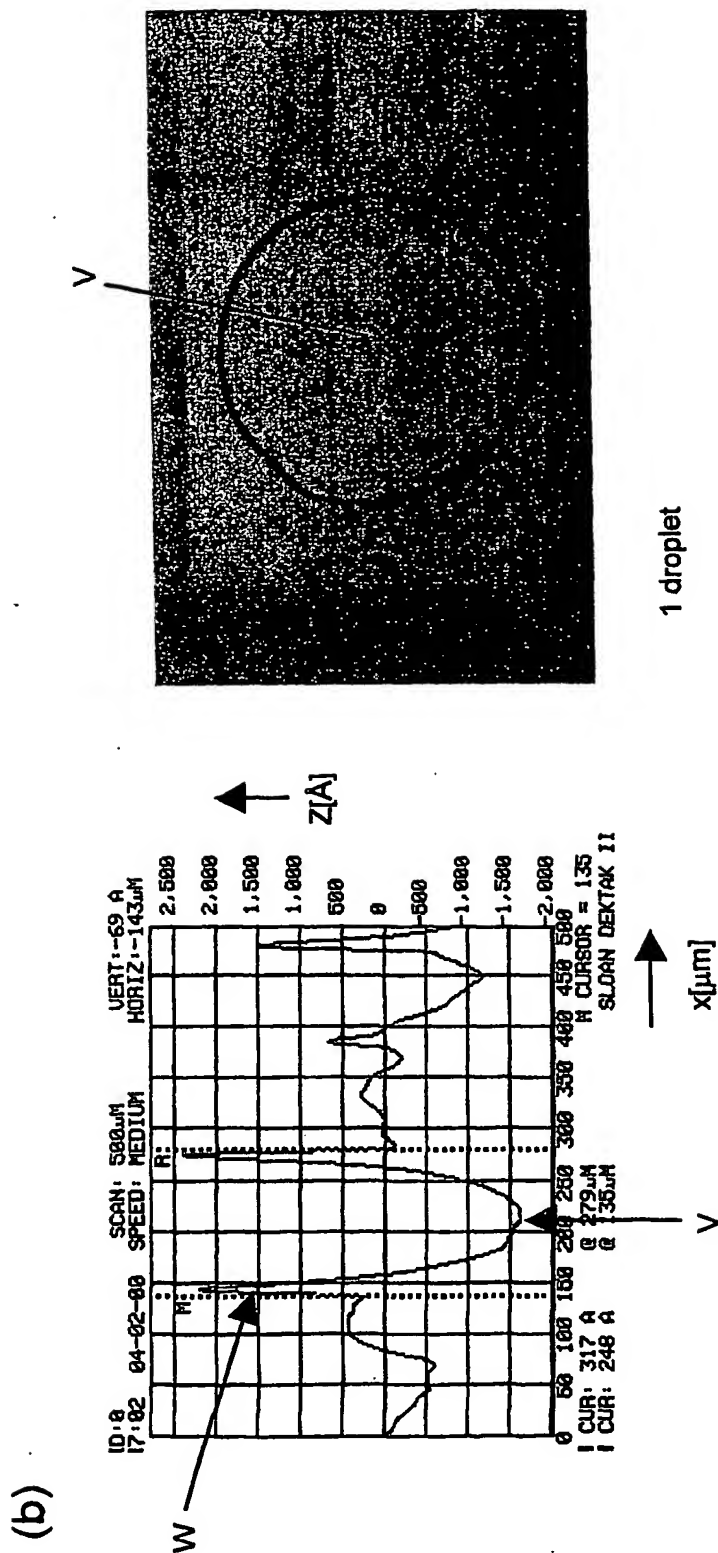 (b)
ID:0 SCAN: 500uM VERT:-69 A
17:02 04-02-00 SPEED: MEDIUM HORIZ:-143uM
M
R
2,500
2,000
1,500
1,000
500
0
-500
-1,000
-1,500
-2,000
0 50 100 150 200 250 300 350 400 450 500
CUR: 317 A @ 279uM M CURSOR = 135
CUR: 248 A @ 135uM SLOAN DEKTAK II
W
V
Z[Å]
x[µm]
V
1 droplet